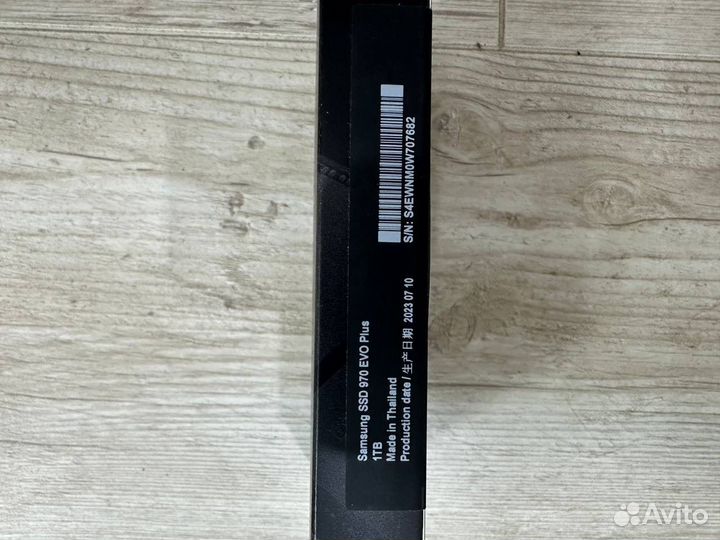 Samsung SSD 970 EVO Plus
1TB
Made in Thailand
Production date / 生产日期 2023 07 10
S/N: S4EWNM0W707682
Avito